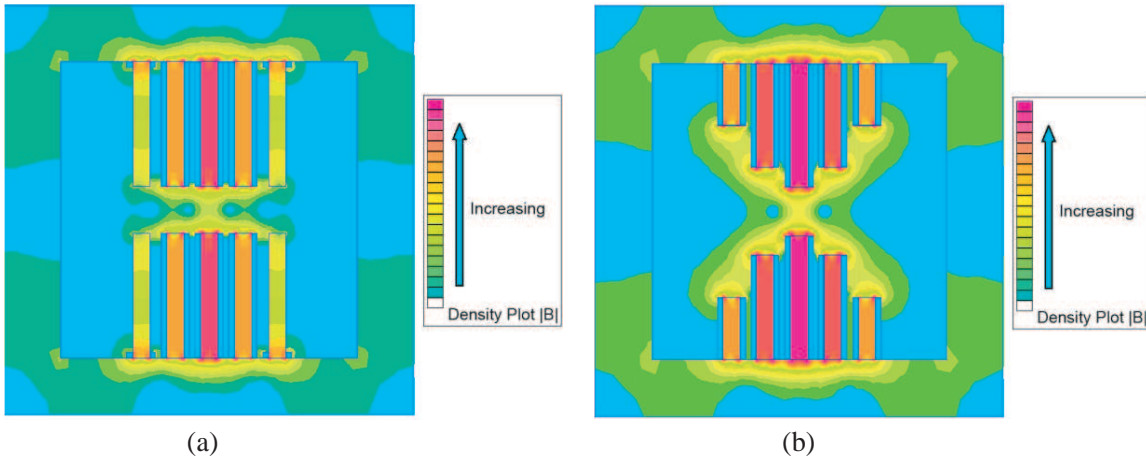 Increasing
Density Plot |B|
Increasing
Density Plot |B|
(a)
(b)